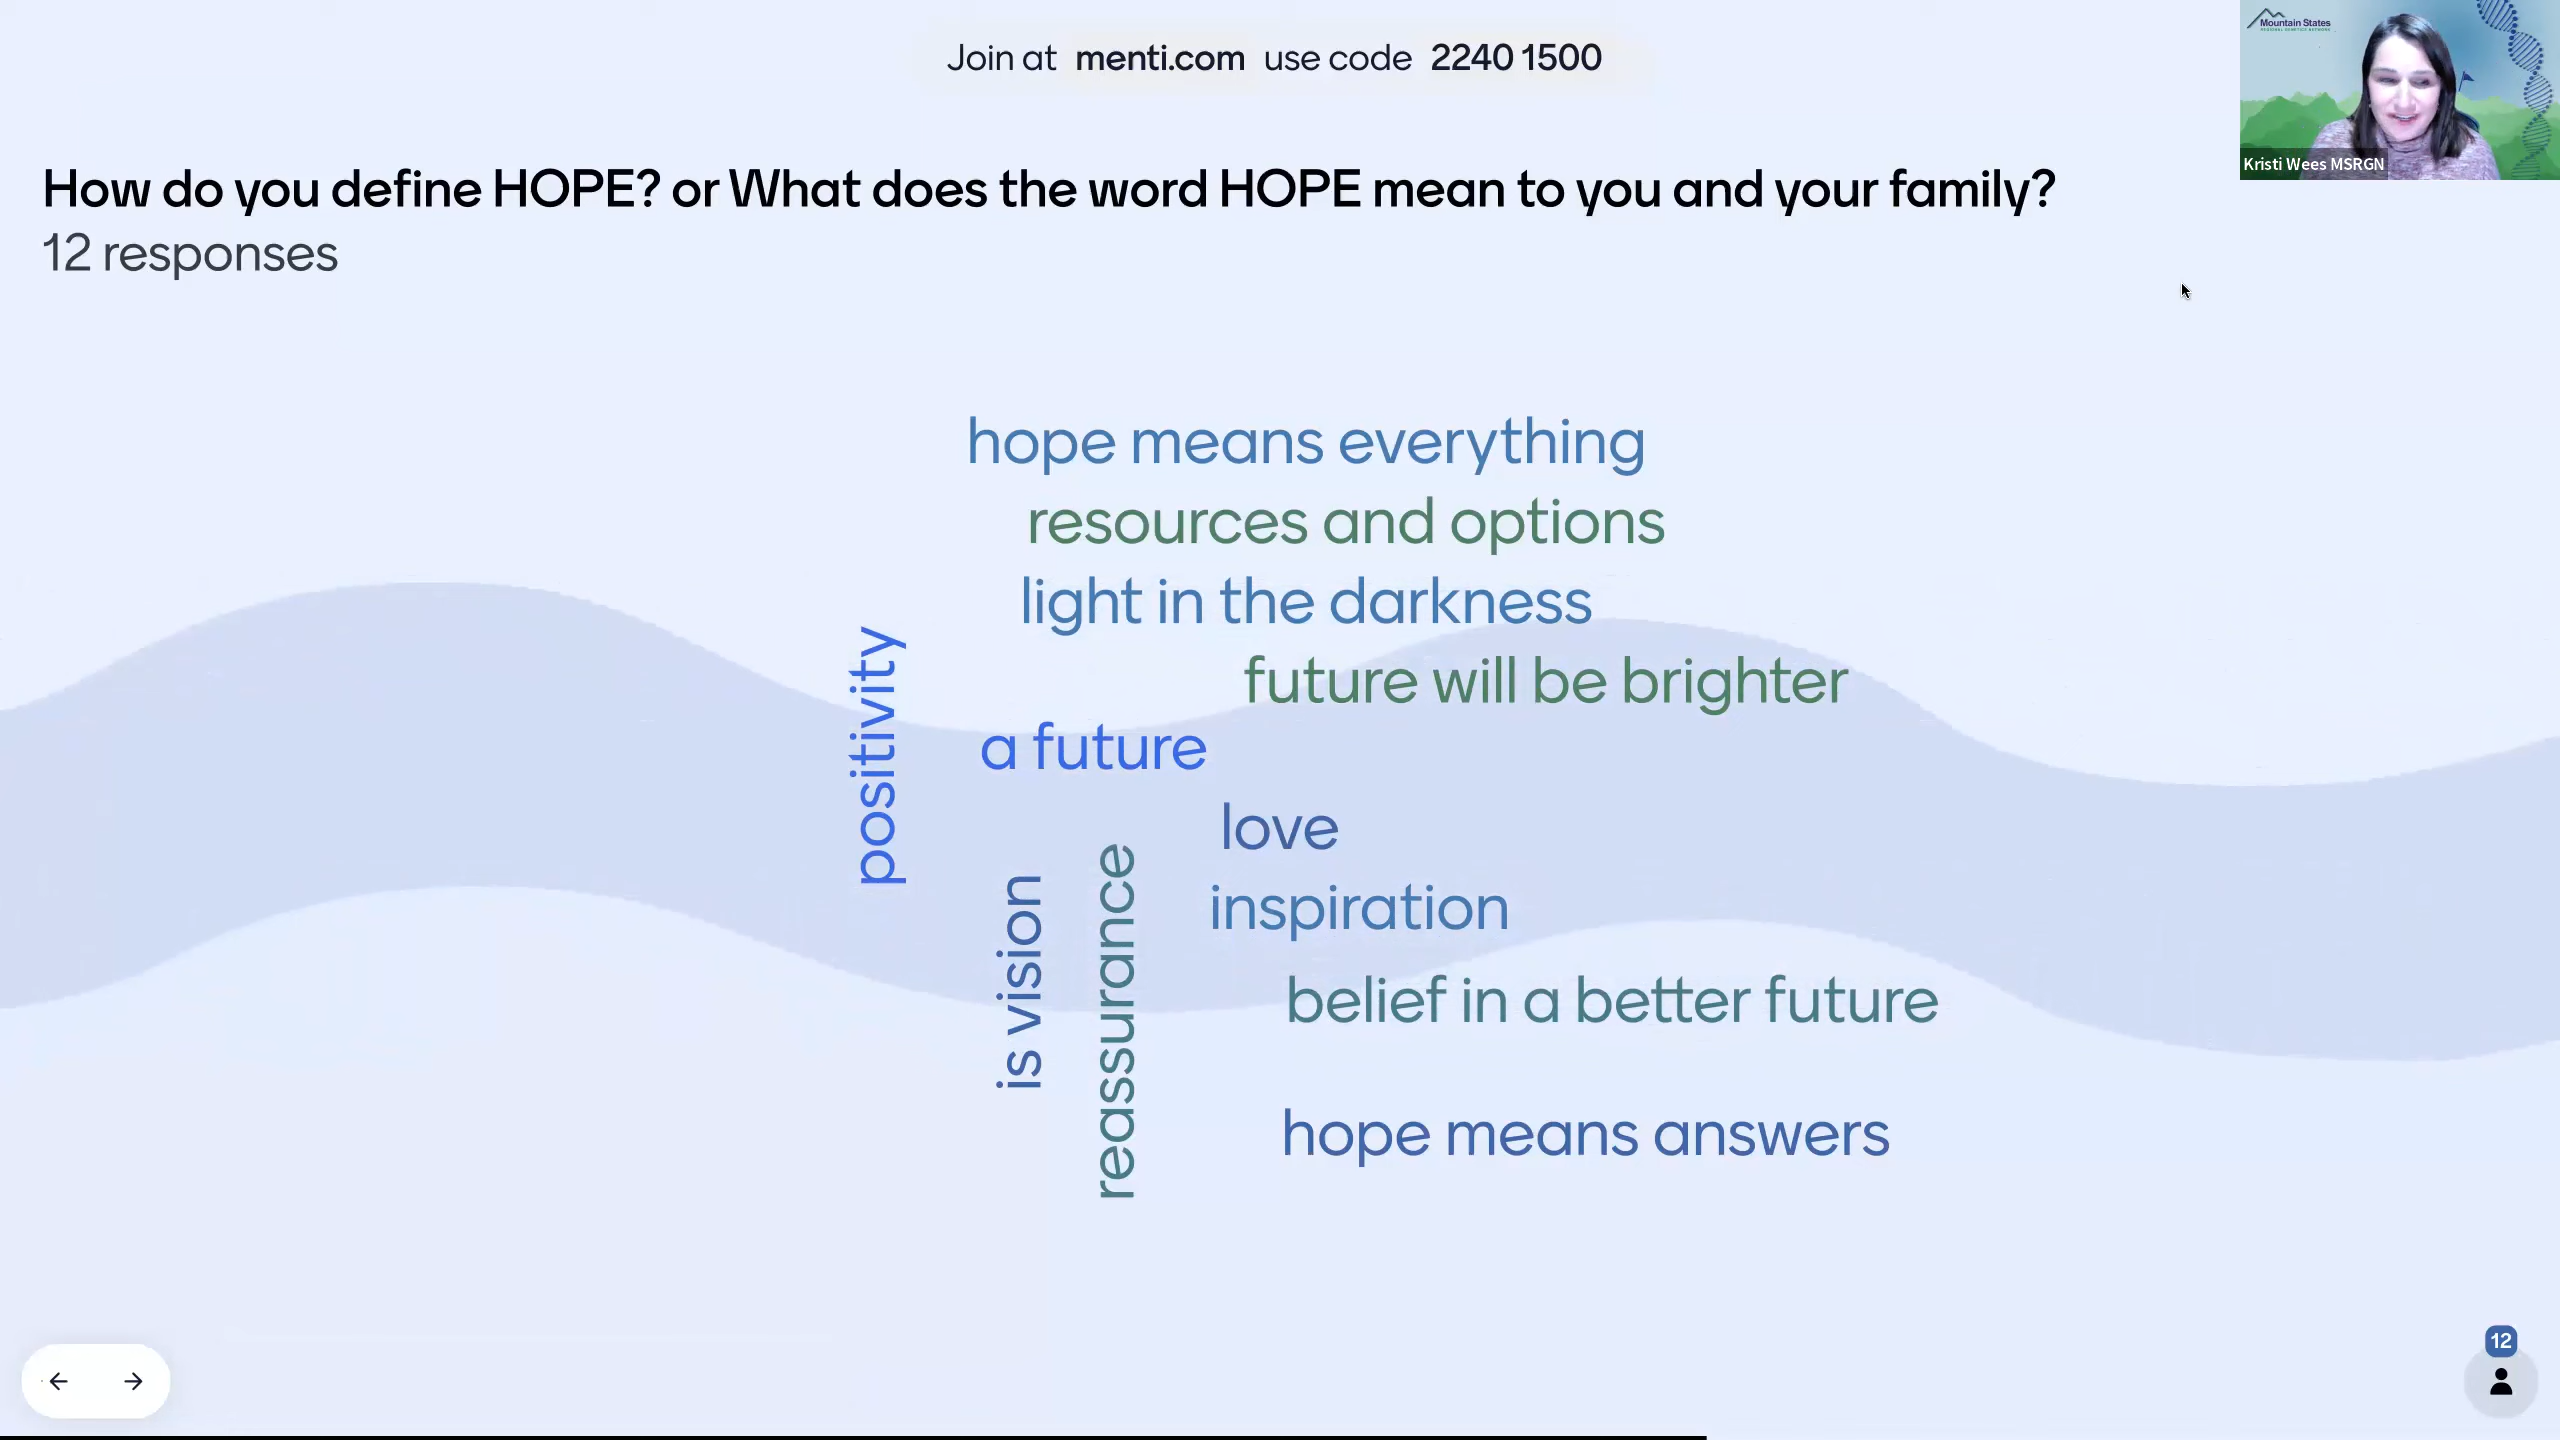 Join at menti.com use code 2240 1500
Mountain States
REGIONAL GENETICS NETWORK
Kristi Wees MSRGN
How do you define HOPE? or What does the word HOPE mean to you and your family?
12 responses
hope means everything
resources and options
light in the darkness
future will be brighter
positivity
a future
love
inspiration
is vision
reassurance
belief in a better future
hope means answers
12